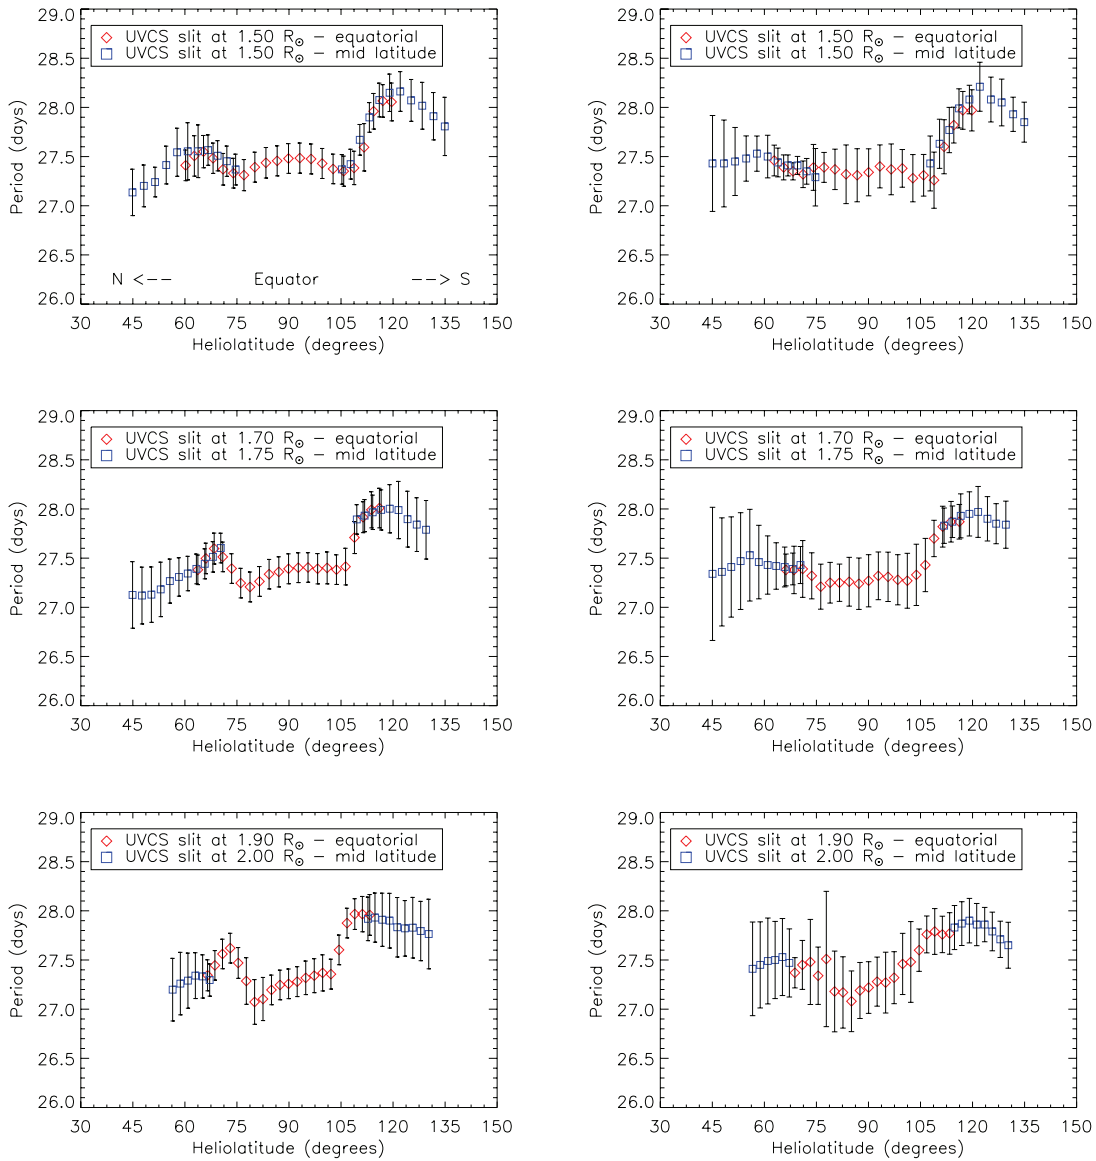 UVCS slit at 1.50 R☉ – equatorial
UVCS slit at 1.50 R☉ – mid latitude
29.0
28.5
28.0
27.5
27.0
26.5
26.0
Period (days)
N <-- Equator --> S
30 45 60 75 90 105 120 135 150
Heliolatitude (degrees)
UVCS slit at 1.50 R☉ – equatorial
UVCS slit at 1.50 R☉ – mid latitude
29.0
28.5
28.0
27.5
27.0
26.5
26.0
Period (days)
30 45 60 75 90 105 120 135 150
Heliolatitude (degrees)
UVCS slit at 1.70 R☉ – equatorial
UVCS slit at 1.75 R☉ – mid latitude
29.0
28.5
28.0
27.5
27.0
26.5
26.0
Period (days)
30 45 60 75 90 105 120 135 150
Heliolatitude (degrees)
UVCS slit at 1.70 R☉ – equatorial
UVCS slit at 1.75 R☉ – mid latitude
29.0
28.5
28.0
27.5
27.0
26.5
26.0
Period (days)
30 45 60 75 90 105 120 135 150
Heliolatitude (degrees)
UVCS slit at 1.90 R☉ – equatorial
UVCS slit at 2.00 R☉ – mid latitude
29.0
28.5
28.0
27.5
27.0
26.5
26.0
Period (days)
30 45 60 75 90 105 120 135 150
Heliolatitude (degrees)
UVCS slit at 1.90 R☉ – equatorial
UVCS slit at 2.00 R☉ – mid latitude
29.0
28.5
28.0
27.5
27.0
26.5
26.0
Period (days)
30 45 60 75 90 105 120 135 150
Heliolatitude (degrees)